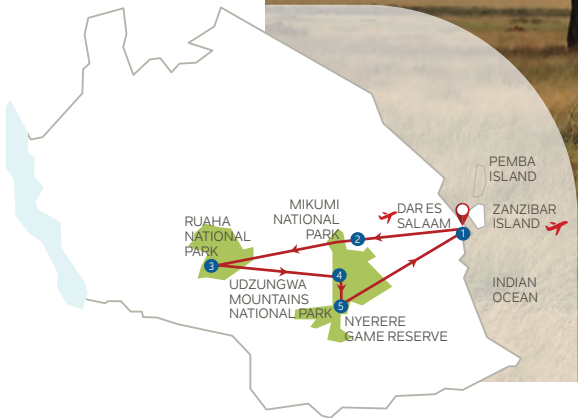 PEMBA
ISLAND
ZANZIBAR
ISLAND
INDIAN
OCEAN
DAR ES
SALAAM
1
MIKUMI
NATIONAL
PARK
2
RUAHA
NATIONAL
PARK
3
UDZUNGWA
MOUNTAINS
NATIONAL PARK
4
5
NYERERE
GAME RESERVE